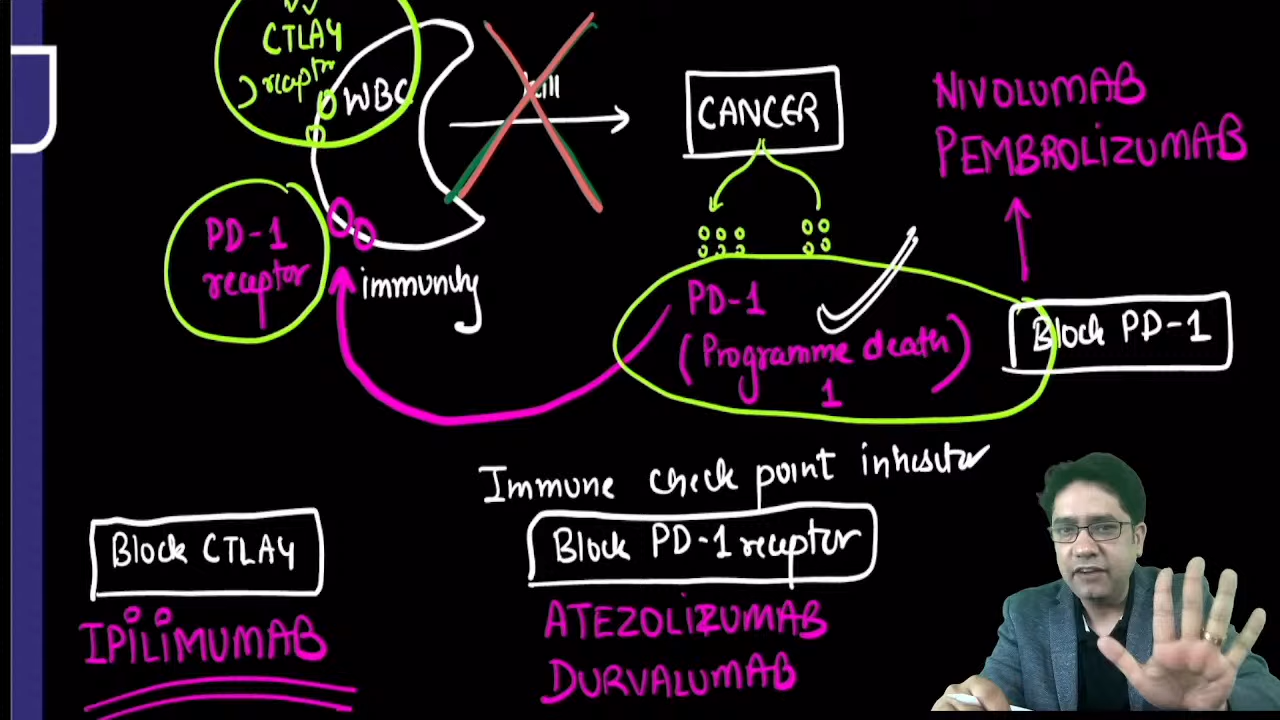 CTLA4
receptr
WBC
kill
CANCER
NIVOLUMAB
PEMBROLIZUMAB
PD-1
receptor
immunity
PD-1
(Programme death)
1
Block PD-1
Immune check point inhibitor
Block CTLA4
IPILIMUMAB
Block PD-1 receptor
ATEZOLIZUMAB
DURVALUMAB